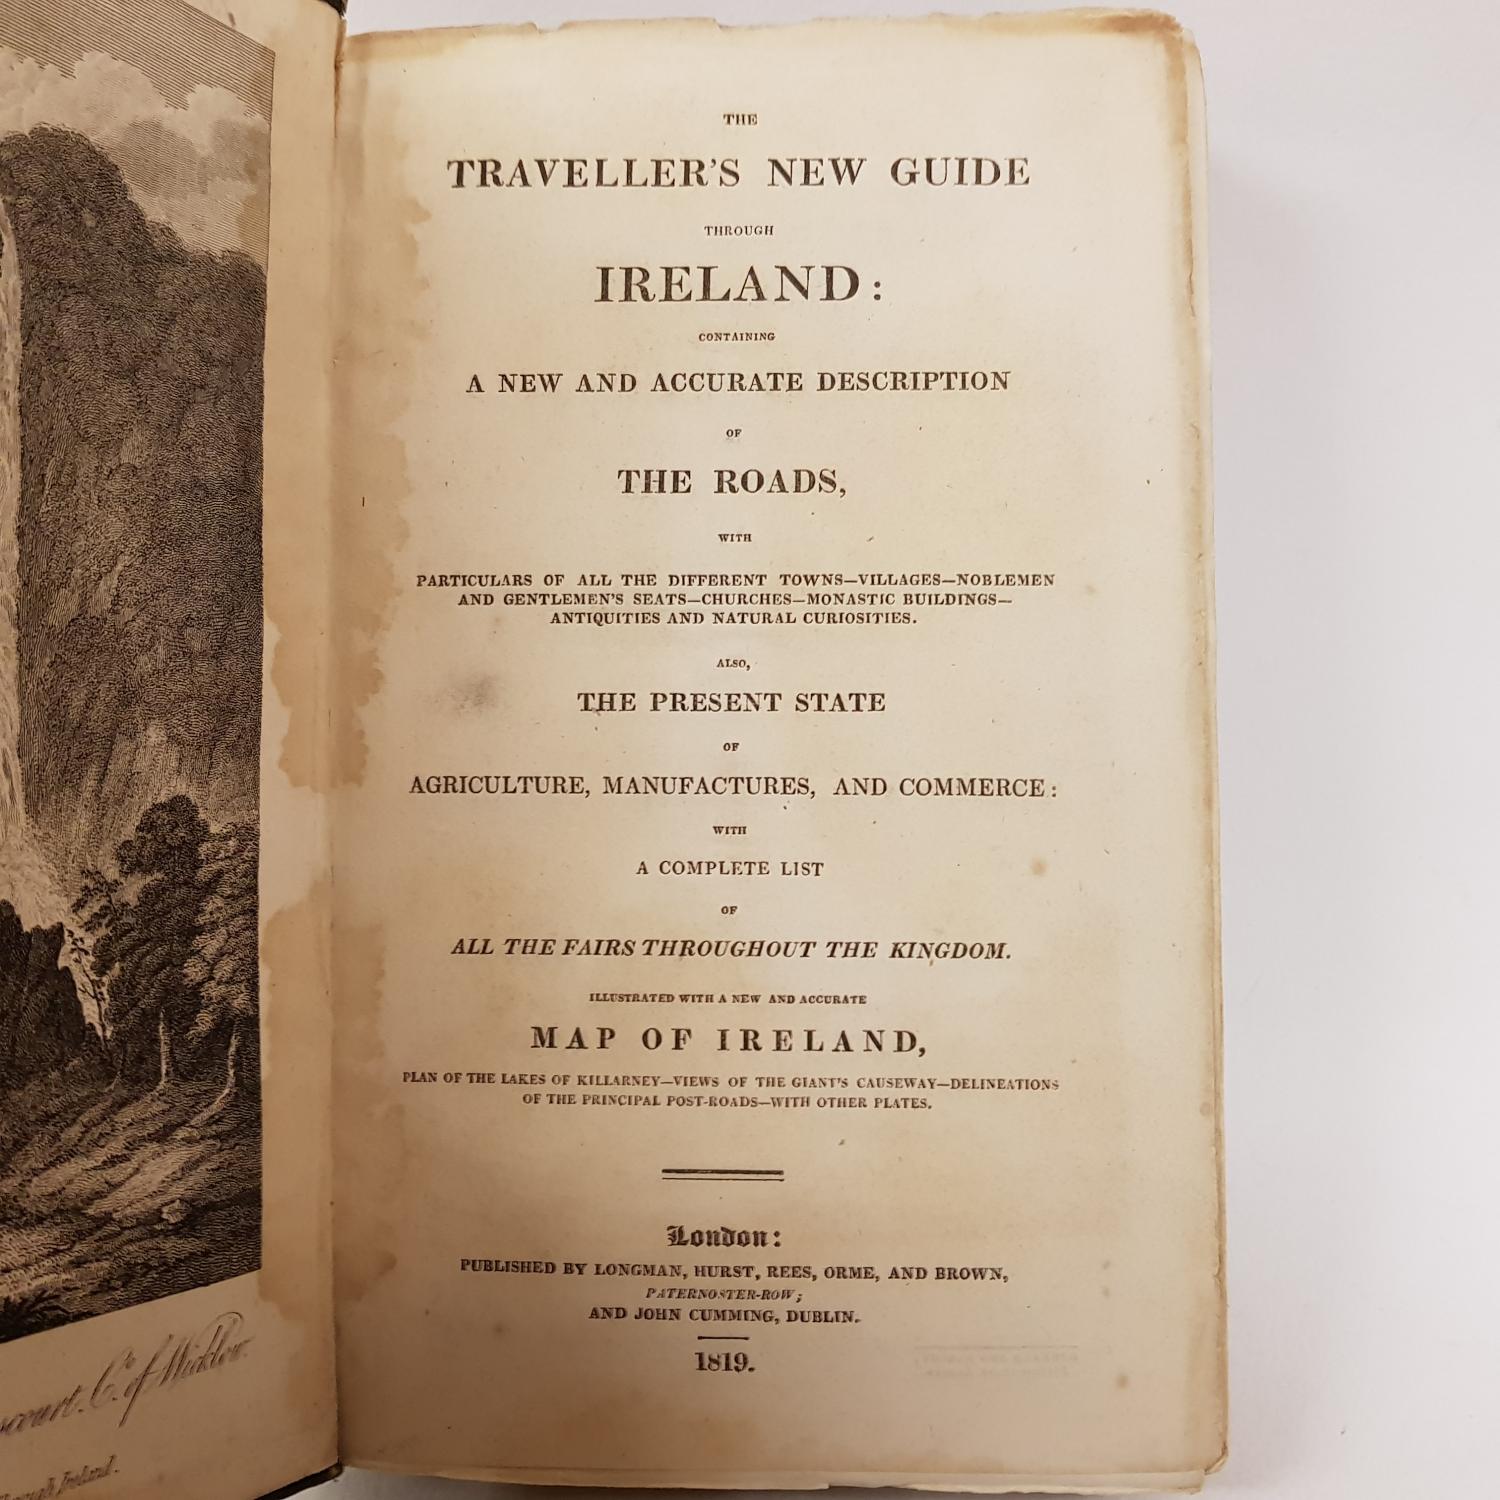 THE
TRAVELLER'S NEW GUIDE
THROUGH
IRELAND:
CONTAINING
A NEW AND ACCURATE DESCRIPTION
OF
THE ROADS,
WITH
PARTICULARS OF ALL THE DIFFERENT TOWNS—VILLAGES—NOBLEMEN
AND GENTLEMEN'S SEATS—CHURCHES—MONASTIC BUILDINGS—
ANTIQUITIES AND NATURAL CURIOSITIES.
ALSO,
THE PRESENT STATE
OF
AGRICULTURE, MANUFACTURES, AND COMMERCE:
WITH
A COMPLETE LIST
OF
ALL THE FAIRS THROUGHOUT THE KINGDOM.
ILLUSTRATED WITH A NEW AND ACCURATE
MAP OF IRELAND,
PLAN OF THE LAKES OF KILLARNEY—VIEWS OF THE GIANT'S CAUSEWAY—DELINEATIONS
OF THE PRINCIPAL POST-ROADS—WITH OTHER PLATES.
London:
PUBLISHED BY LONGMAN, HURST, REES, ORME, AND BROWN,
PATERNOSTER-ROW;
AND JOHN CUMMING, DUBLIN.
1819.
scourt. Co. of Wicklow.
Ireland.